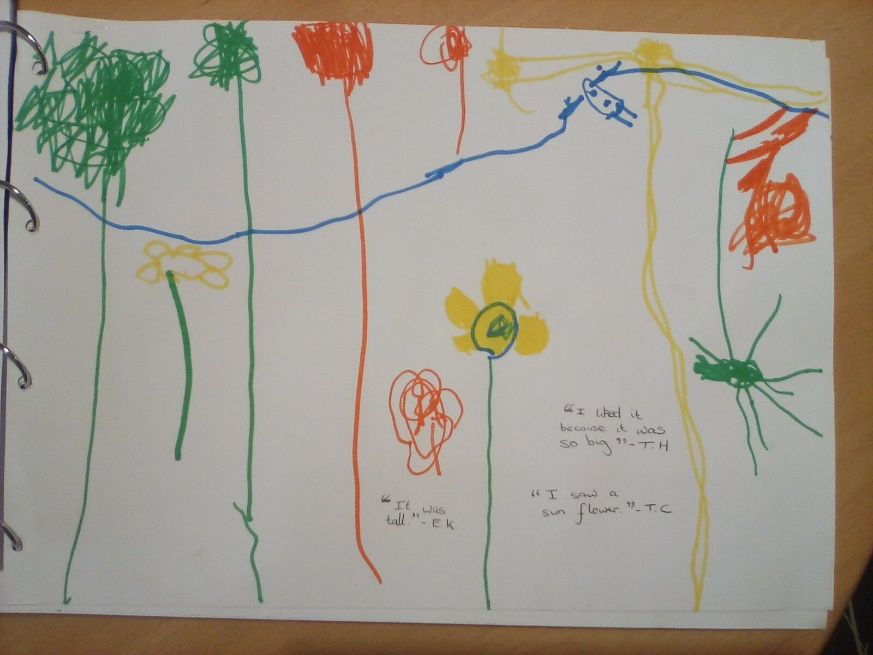 "I liked it
because it was
so big"-T.H
"It was
tall."-E.K
"I saw a
sun flower."-T.C